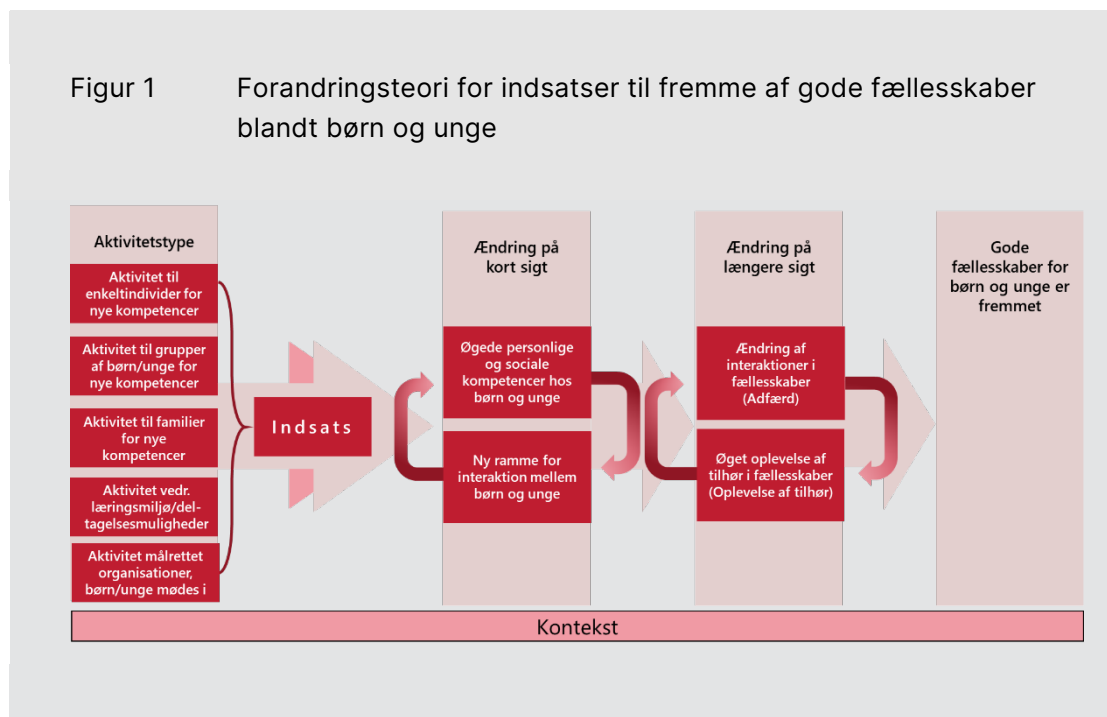 Figur 1
Forandringsteori for indsatser til fremme af gode fællesskaber
blandt børn og unge
Aktivitetstype
Aktivitet til
enkeltindivider for
nye kompetencer
Aktivitet til grupper
af børn/unge for
nye kompetencer
Aktivitet til familier
for nye
kompetencer
Aktivitet vedr.
læringsmiljø/del-
tagelsesmuligheder
Aktivitet målrettet
organisationer,
børn/unge mødes i
Indsats
Ændring på
kort sigt
Øgede personlige
og sociale
kompetencer hos
børn og unge
Ny ramme for
interaktion mellem
børn og unge
Ændring på
længere sigt
Ændring af
interaktioner i
fællesskaber
(Adfærd)
Øget oplevelse af
tilhør i fællesskaber
(Oplevelse af tilhør)
Gode
fællesskaber for
børn og unge er
fremmet
Kontekst